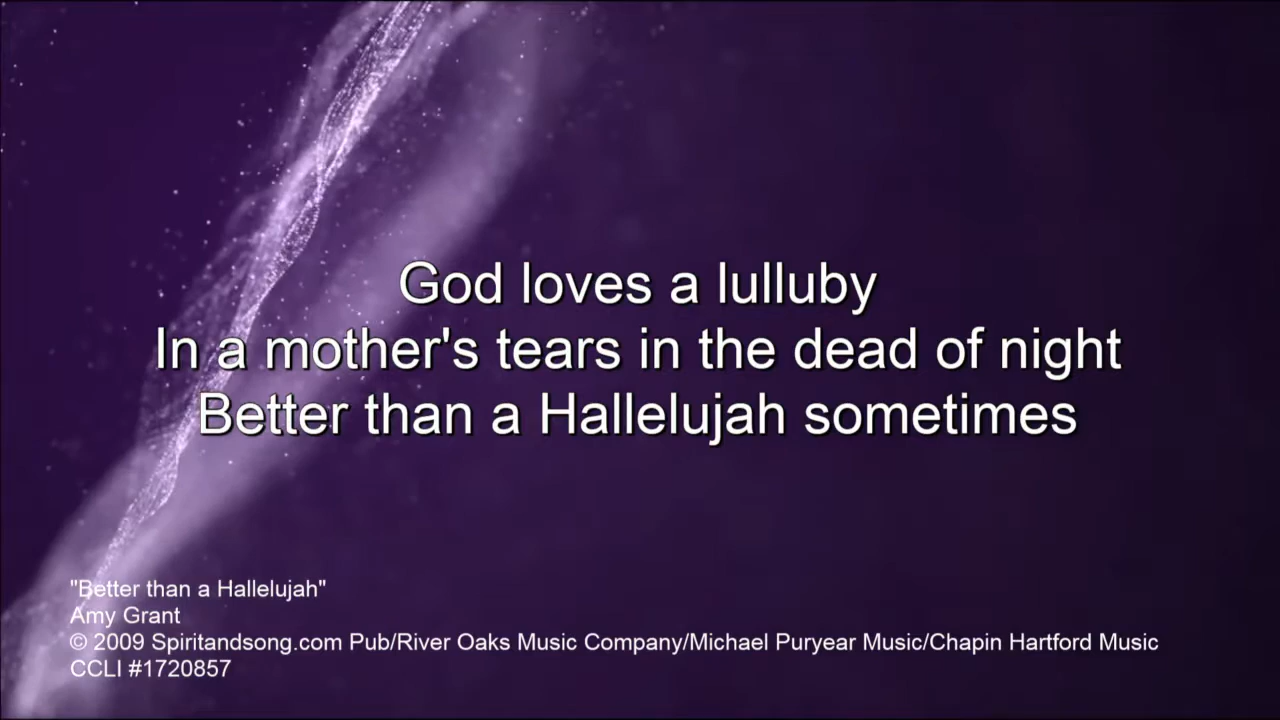 God loves a lulluby
In a mother's tears in the dead of night
Better than a Hallelujah sometimes
"Better than a Hallelujah"
Amy Grant
© 2009 Spiritandsong.com Pub/River Oaks Music Company/Michael Puryear Music/Chapin Hartford Music
CCLI #1720857